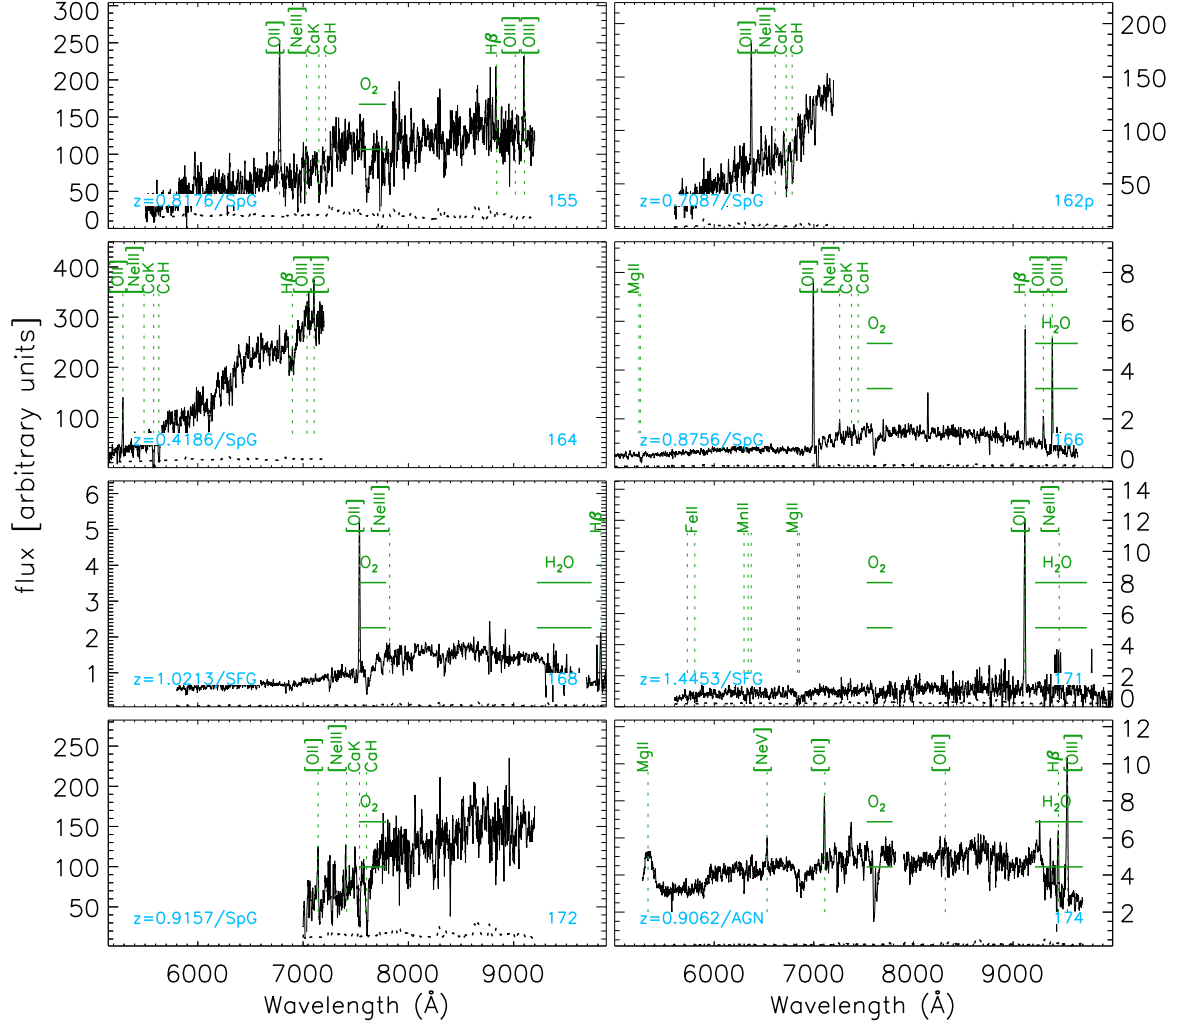 300
250
200
150
100
50
0
[OII]
[NeIII]
CaK
CaH
Hβ
[OIII]
[OIII]
O2
z=0.8176/SpG
155
200
150
100
50
[OII]
[NeIII]
CaK
CaH
z=0.7087/SpG
162p
400
300
200
100
[OII]
[NeIII]
CaK
CaH
Hβ
[OIII]
[OIII]
z=0.4186/SpG
164
8
6
4
2
0
MgII
[OII]
[NeIII]
CaK
CaH
Hβ
[OIII]
[OIII]
O2
H2O
z=0.8756/SpG
166
flux [arbitrary units]
6
5
4
3
2
1
[OII]
[NeIII]
Hβ
O2
H2O
z=1.0213/SFG
168
14
12
10
8
6
4
2
0
FeII
MnII
MgII
[OII]
[NeIII]
O2
H2O
z=1.4453/SFG
171
250
200
150
100
50
[OII]
[NeIII]
CaK
CaH
O2
z=0.9157/SpG
172
12
10
8
6
4
2
MgII
[NeV]
[OII]
[OIII]
Hβ
[OIII]
O2
H2O
z=0.9062/AGN
174
6000 7000 8000 9000
6000 7000 8000 9000
Wavelength (Å)
Wavelength (Å)